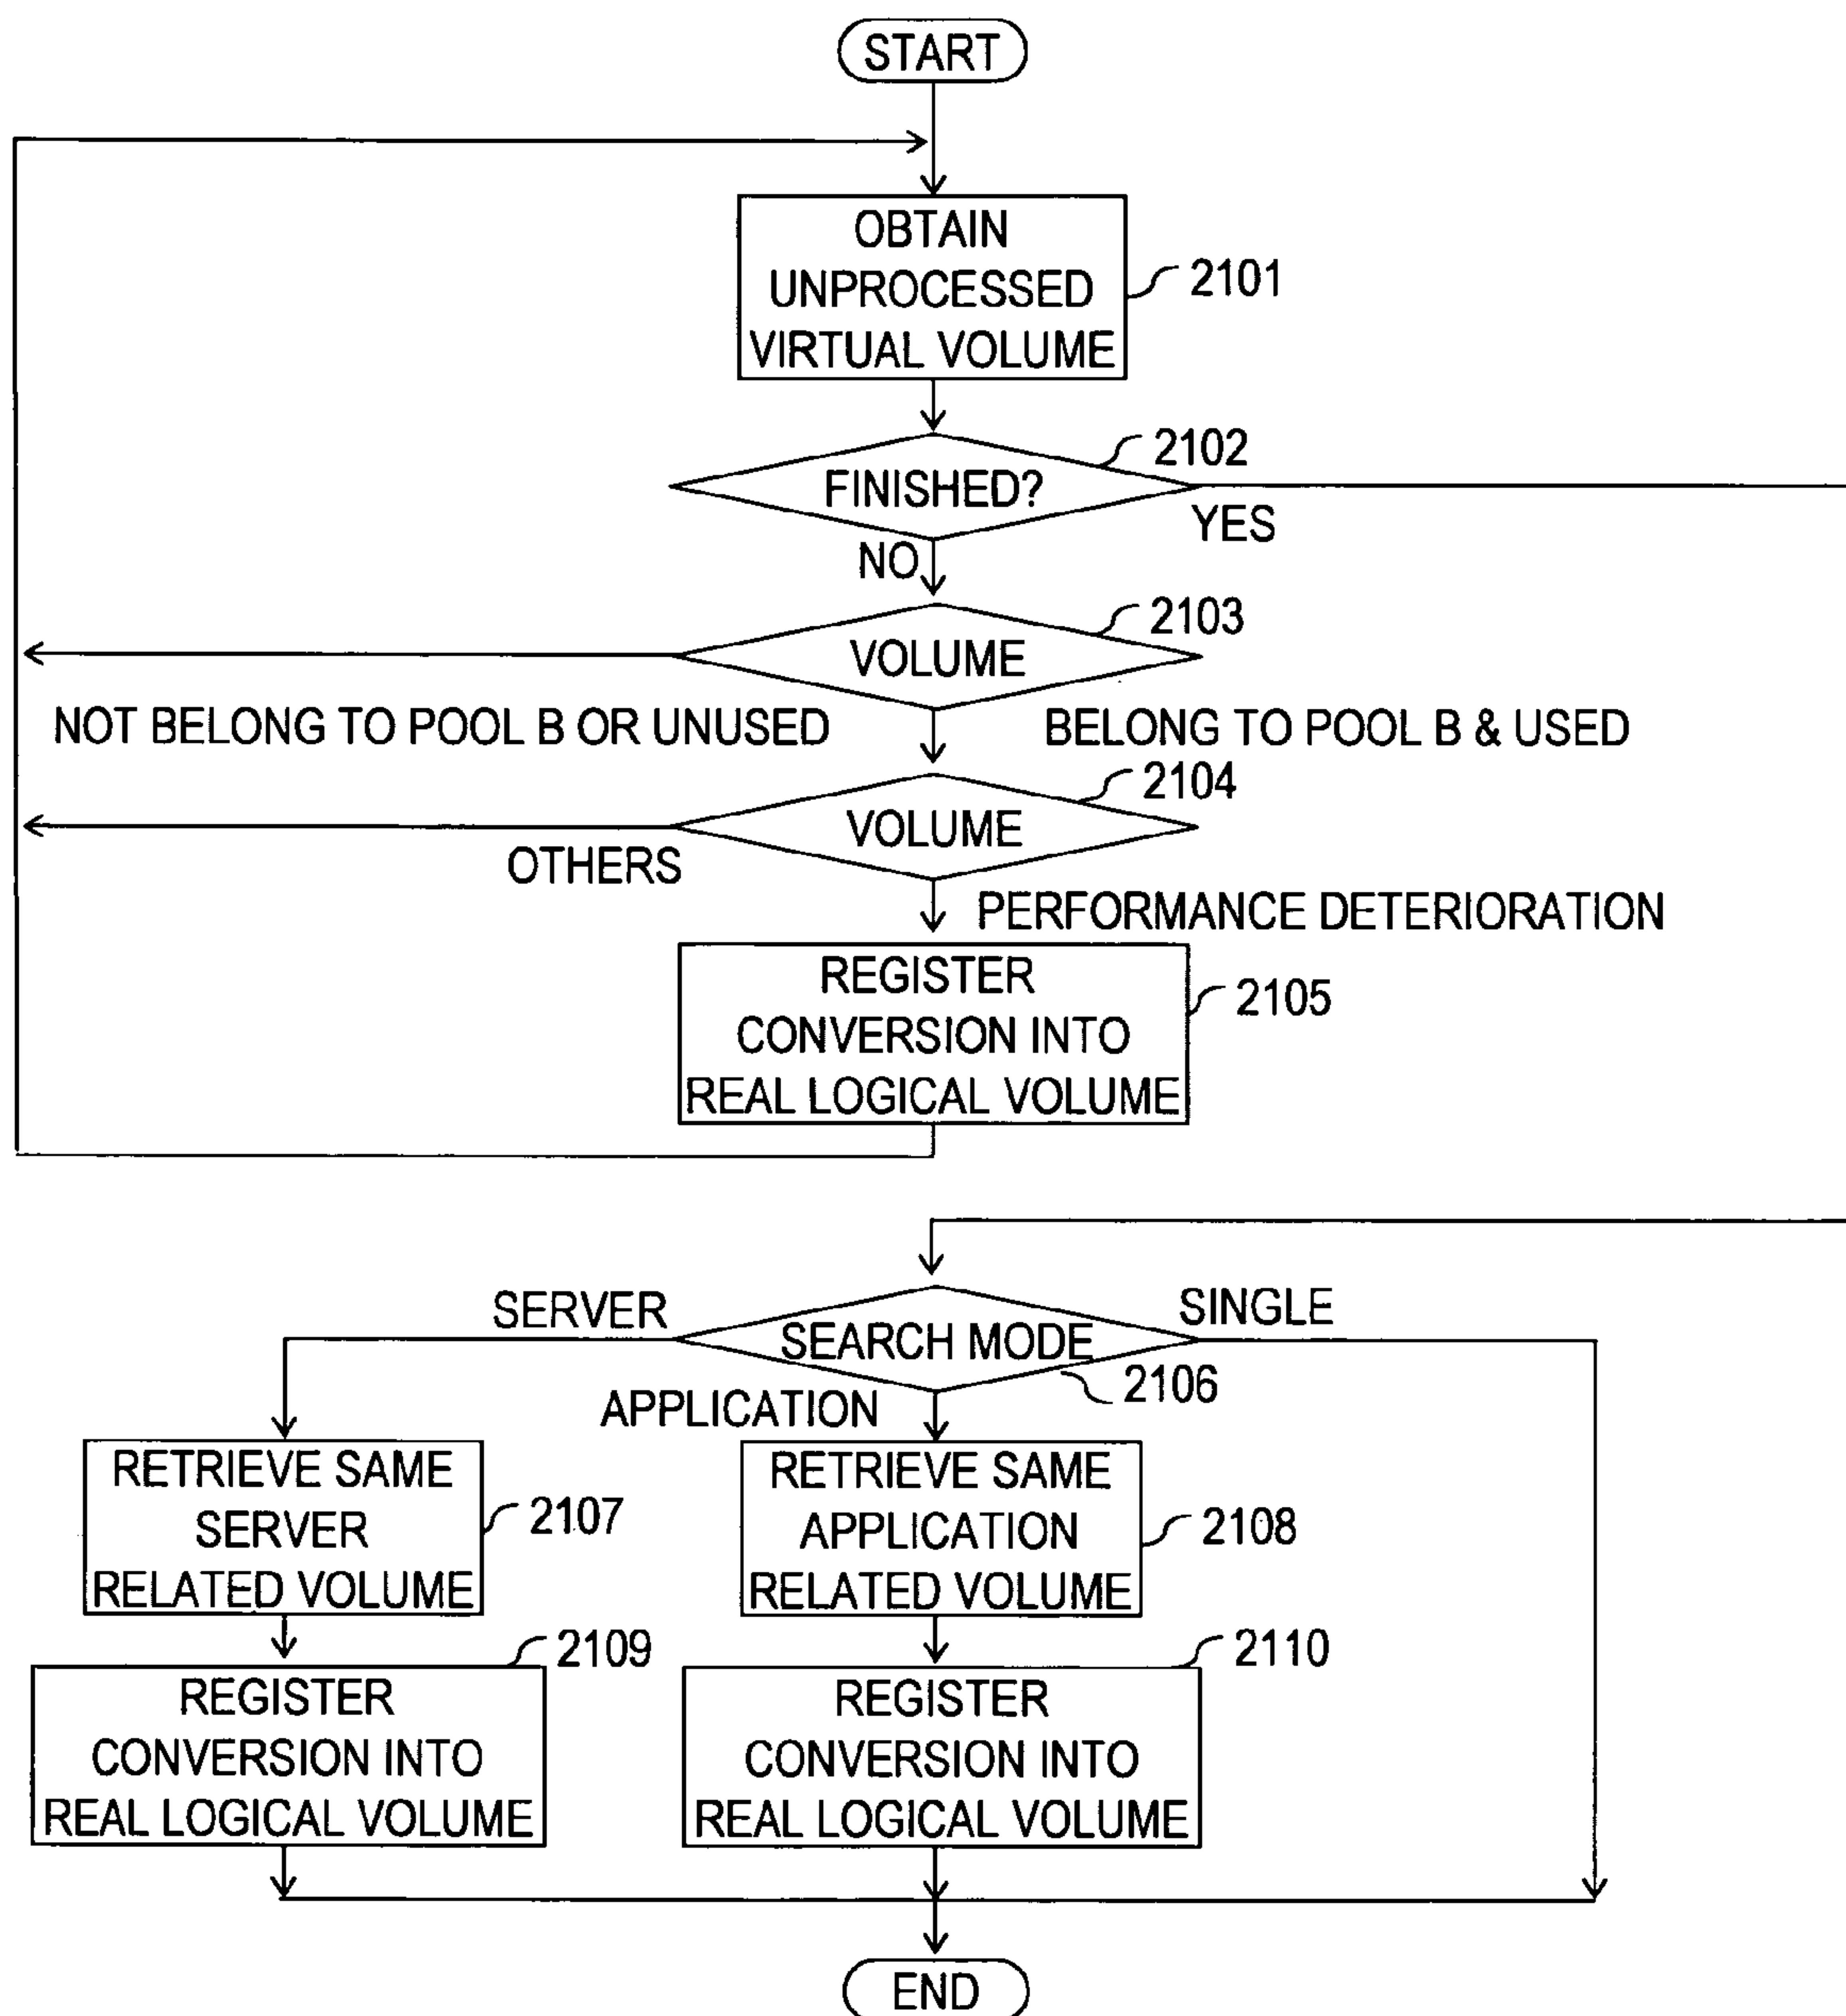 START
OBTAIN
UNPROCESSED
VIRTUAL VOLUME
2101
2102
FINISHED?
YES
NO
2103
VOLUME
NOT BELONG TO POOL B OR UNUSED
BELONG TO POOL B & USED
2104
VOLUME
OTHERS
PERFORMANCE DETERIORATION
REGISTER
CONVERSION INTO
REAL LOGICAL VOLUME
2105
SERVER
SINGLE
SEARCH MODE
2106
APPLICATION
RETRIEVE SAME
SERVER
RELATED VOLUME
2107
RETRIEVE SAME
APPLICATION
RELATED VOLUME
2108
2109
REGISTER
CONVERSION INTO
REAL LOGICAL VOLUME
2110
REGISTER
CONVERSION INTO
REAL LOGICAL VOLUME
END